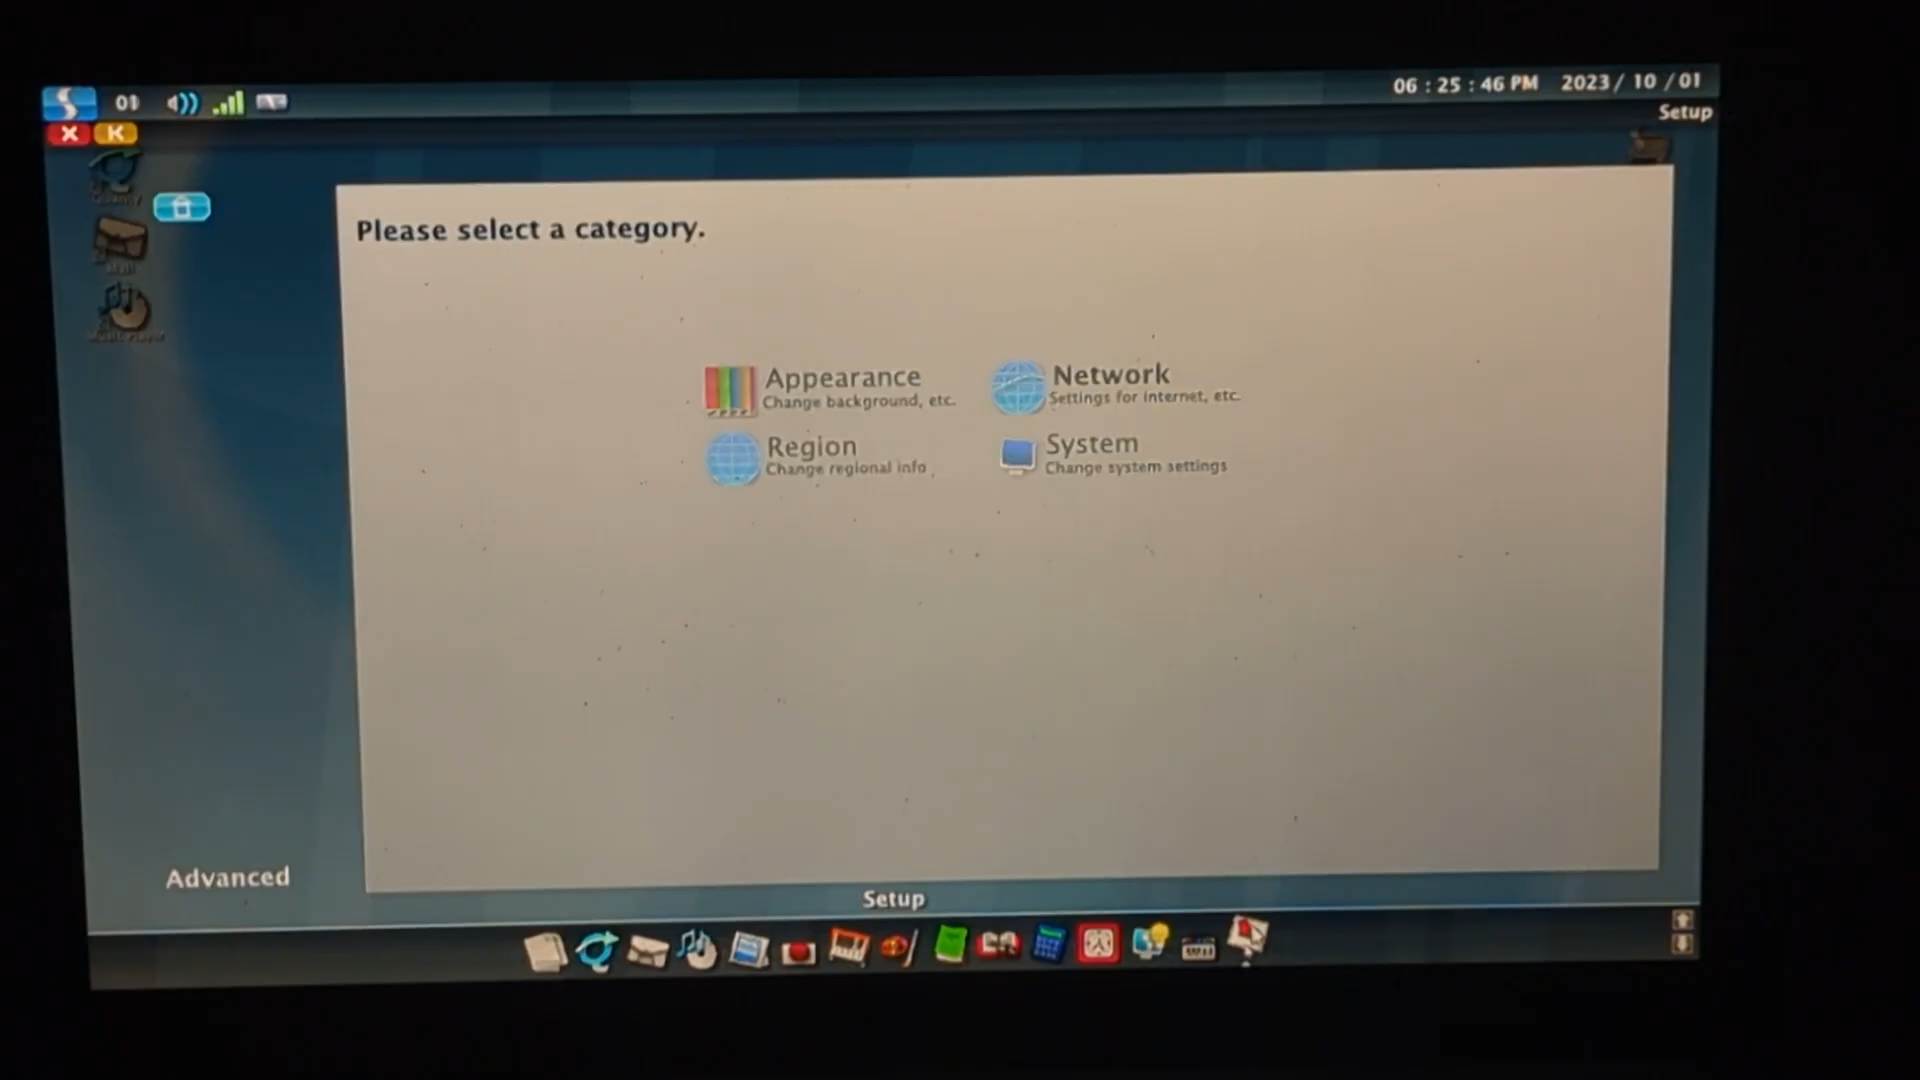 01
06 : 25 : 46 PM 2023 / 10 / 01
Setup
X K
Please select a category.
Appearance
Change background, etc.
Network
Settings for internet, etc.
Region
Change regional info
System
Change system settings
Advanced
Setup